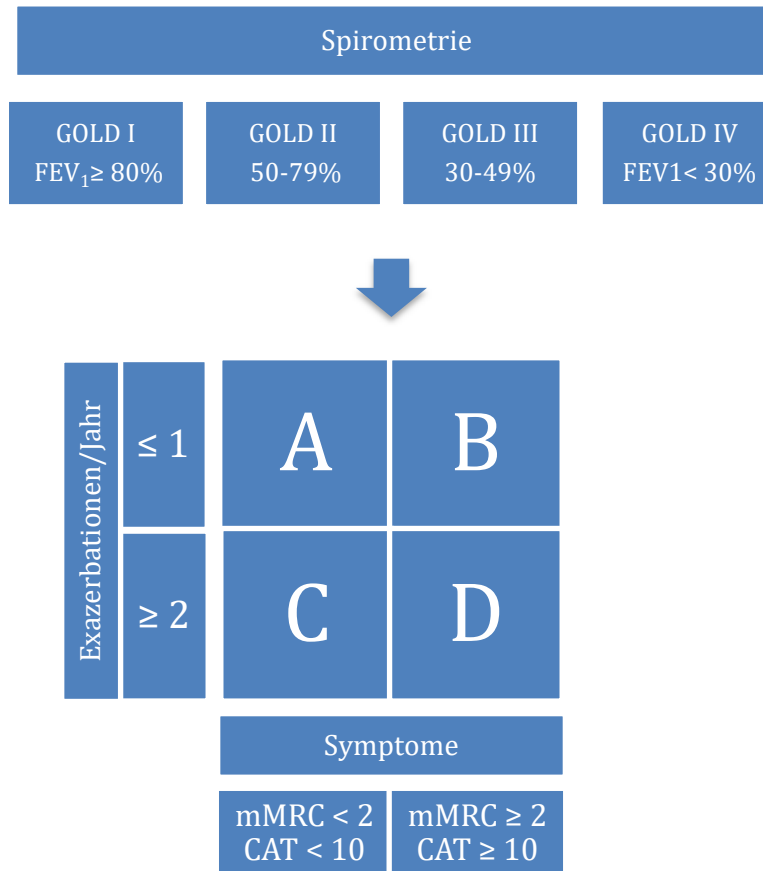 Spirometrie
GOLD I
FEV₁≥ 80%
GOLD II
50-79%
GOLD III
30-49%
GOLD IV
FEV1< 30%
Exazerbationen/Jahr
≤ 1
A
B
≥ 2
C
D
Symptome
mMRC < 2
CAT < 10
mMRC ≥ 2
CAT ≥ 10